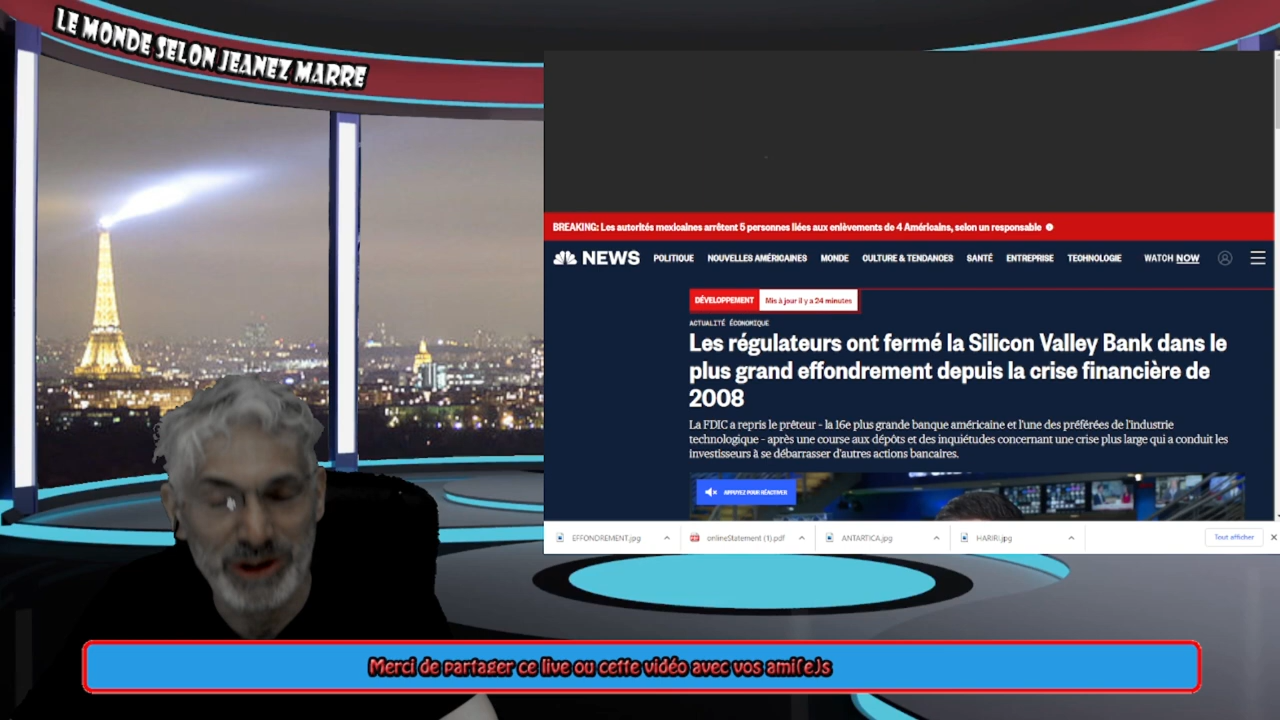 LE MONDE SELON JEANEZ MARRE
BREAKING: Les autorités mexicaines arrêtent 5 personnes liées aux enlèvements de 4 Américains, selon un responsable
NEWS POLITIQUE NOUVELLES AMÉRICAINES MONDE CULTURE & TENDANCES SANTÉ ENTREPRISE TECHNOLOGIE WATCH NOW
DÉVELOPPEMENT Mis à jour il y a 24 minutes
ACTUALITÉ ÉCONOMIQUE
Les régulateurs ont fermé la Silicon Valley Bank dans le
plus grand effondrement depuis la crise financière de
2008
La FDIC a repris le prêteur - la 16e plus grande banque américaine et l'une des préférées de l'industrie
technologique - après une course aux dépôts et des inquiétudes concernant une crise plus large qui a conduit les
investisseurs à se débarrasser d'autres actions bancaires.
APPUYEZ POUR RÉACTIVER
EFFONDREMENT.jpg onlineStatement (1).pdf ANTARTICA.jpg HARIRI.jpg Tout afficher
Merci de partager ce live ou cette vidéo avec vos ami(e)s